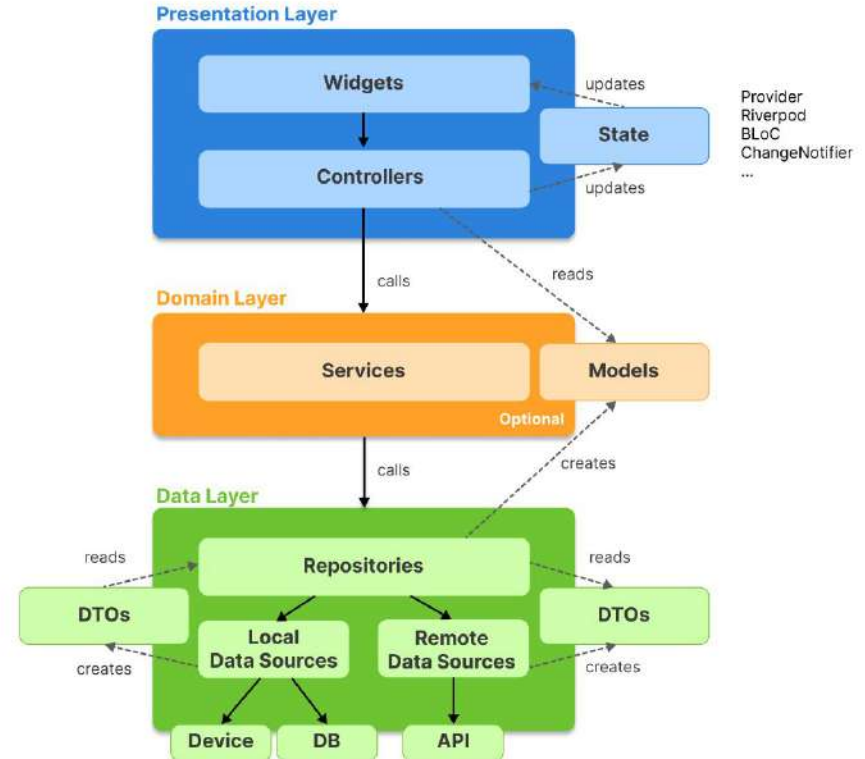 Presentation Layer
Widgets
updates
State
Provider
Riverpod
BLoC
ChangeNotifier
...
Controllers
updates
calls
reads
Domain Layer
Services
Models
Optional
calls
creates
Data Layer
reads
Repositories
reads
DTOs
DTOs
Local
Data Sources
Remote
Data Sources
creates
creates
Device
DB
API